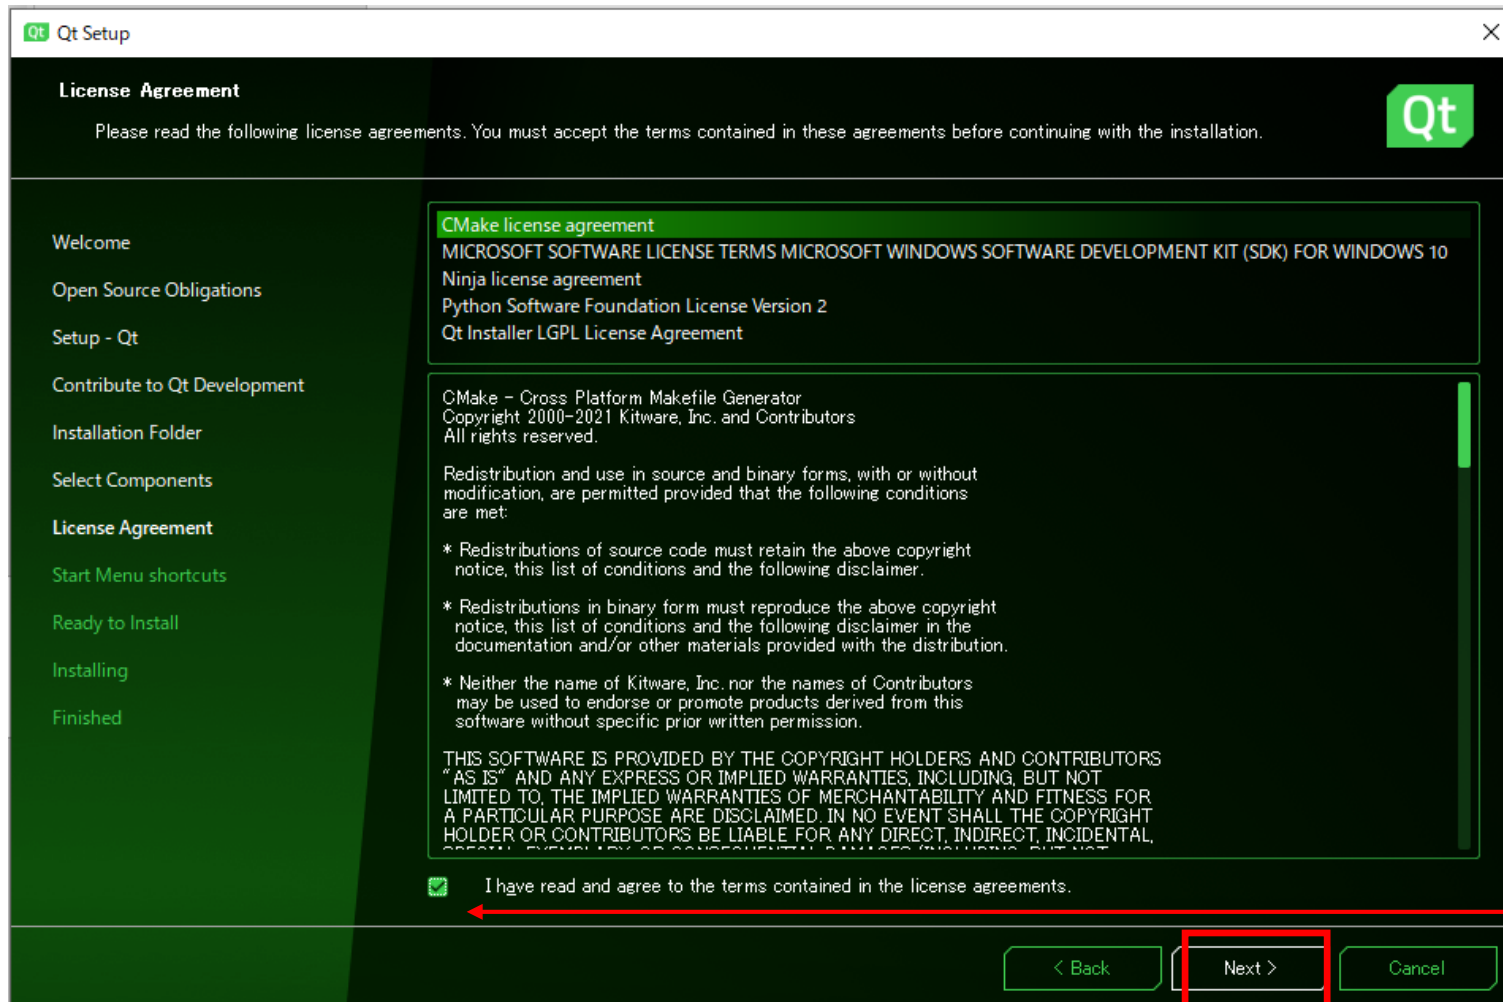 Qt Qt Setup
License Agreement
Please read the following license agreements. You must accept the terms contained in these agreements before continuing with the installation.
Qt
Welcome
Open Source Obligations
Setup - Qt
Contribute to Qt Development
Installation Folder
Select Components
License Agreement
Start Menu shortcuts
Ready to Install
Installing
Finished
CMake license agreement
MICROSOFT SOFTWARE LICENSE TERMS MICROSOFT WINDOWS SOFTWARE DEVELOPMENT KIT (SDK) FOR WINDOWS 10
Ninja license agreement
Python Software Foundation License Version 2
Qt Installer LGPL License Agreement
CMake - Cross Platform Makefile Generator
Copyright 2000-2021 Kitware, Inc. and Contributors
All rights reserved.
Redistribution and use in source and binary forms, with or without
modification, are permitted provided that the following conditions
are met:
* Redistributions of source code must retain the above copyright
notice, this list of conditions and the following disclaimer.
* Redistributions in binary form must reproduce the above copyright
notice, this list of conditions and the following disclaimer in the
documentation and/or other materials provided with the distribution.
* Neither the name of Kitware, Inc. nor the names of Contributors
may be used to endorse or promote products derived from this
software without specific prior written permission.
THIS SOFTWARE IS PROVIDED BY THE COPYRIGHT HOLDERS AND CONTRIBUTORS
"AS IS" AND ANY EXPRESS OR IMPLIED WARRANTIES, INCLUDING, BUT NOT
LIMITED TO, THE IMPLIED WARRANTIES OF MERCHANTABILITY AND FITNESS FOR
A PARTICULAR PURPOSE ARE DISCLAIMED. IN NO EVENT SHALL THE COPYRIGHT
HOLDER OR CONTRIBUTORS BE LIABLE FOR ANY DIRECT, INDIRECT, INCIDENTAL,
SPECIAL, EXEMPLARY, OR CONSEQUENTIAL DAMAGES (INCLUDING, BUT NOT
I have read and agree to the terms contained in the license agreements.
< Back
Next >
Cancel